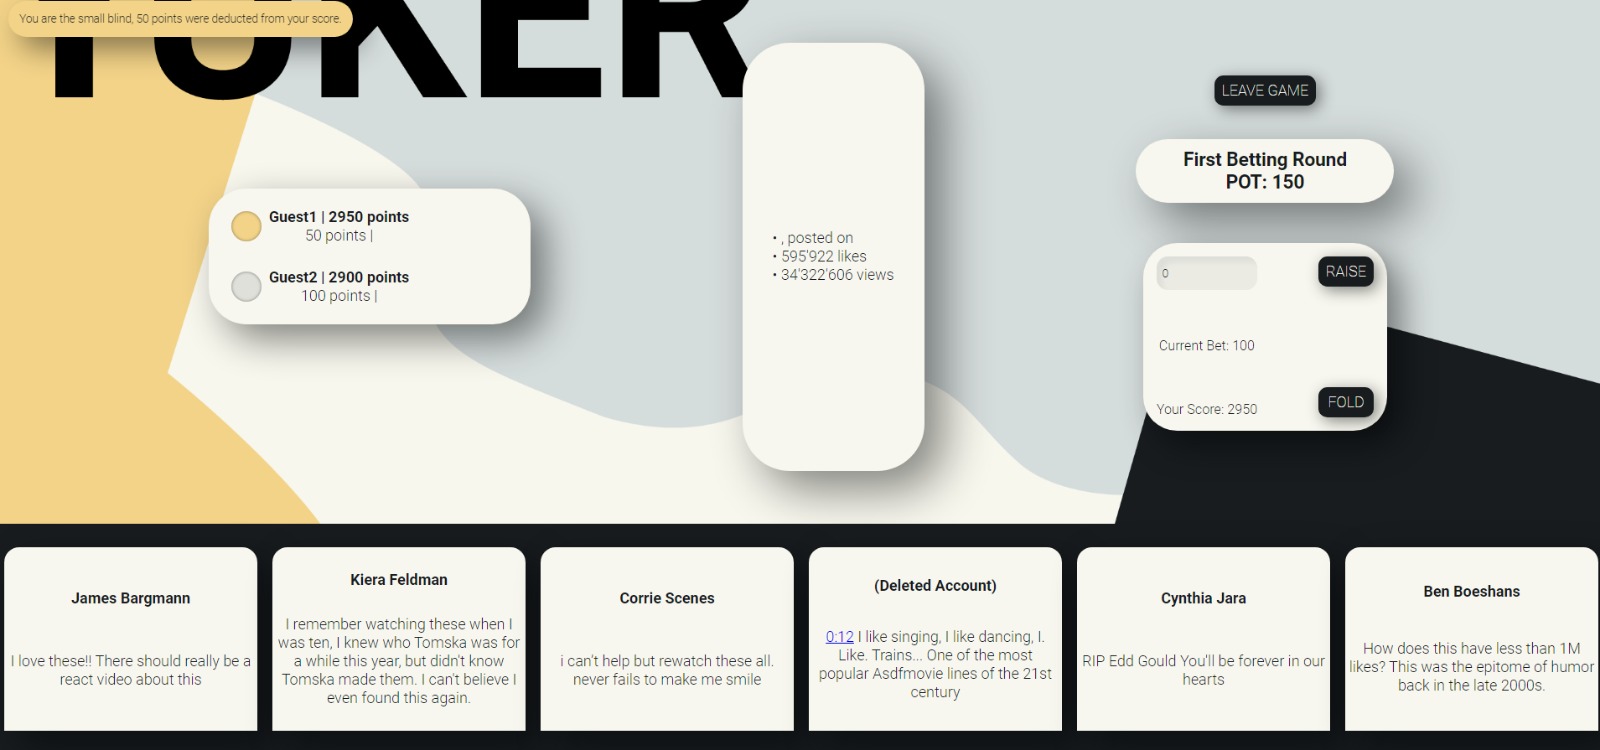 You are the small blind, 50 points were deducted from your score.
LEAVE GAME
First Betting Round
POT: 150
Guest1 | 2950 points
50 points |
Guest2 | 2900 points
100 points |
• , posted on
• 595'922 likes
• 34'322'606 views
0
RAISE
Current Bet: 100
Your Score: 2950
FOLD
James Bargmann
I love these!! There should really be a
react video about this
Kiera Feldman
I remember watching these when I
was ten, I knew who Tomska was for
a while this year, but didn't know
Tomska made them. I can't believe I
even found this again.
Corrie Scenes
i can't help but rewatch these all.
never fails to make me smile
(Deleted Account)
0:12 I like singing, I like dancing, I.
Like. Trains... One of the most
popular Asdfmovie lines of the 21st
century
Cynthia Jara
RIP Edd Gould You'll be forever in our
hearts
Ben Boeshans
How does this have less than 1M
likes? This was the epitome of humor
back in the late 2000s.